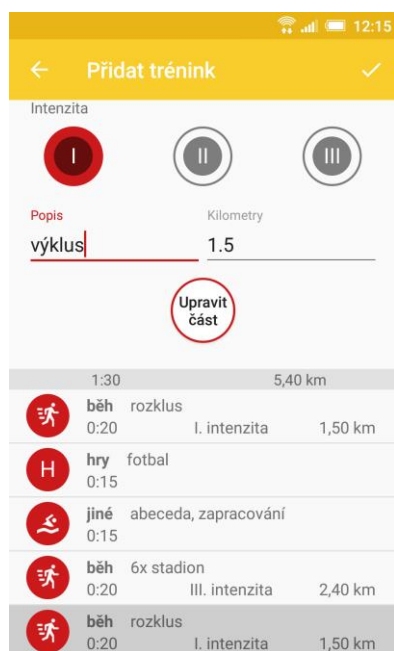 12:15
Přidat trénink
Intenzita
I II III
Popis Kilometry
výklus 1.5
Upravit
část
1:30 5,40 km
běh rozklus
0:20 I. intenzita 1,50 km
H
hry fotbal
0:15
jiné abeceda, zapracování
0:15
běh 6x stadion
0:20 III. intenzita 2,40 km
běh rozklus
0:20 I. intenzita 1,50 km